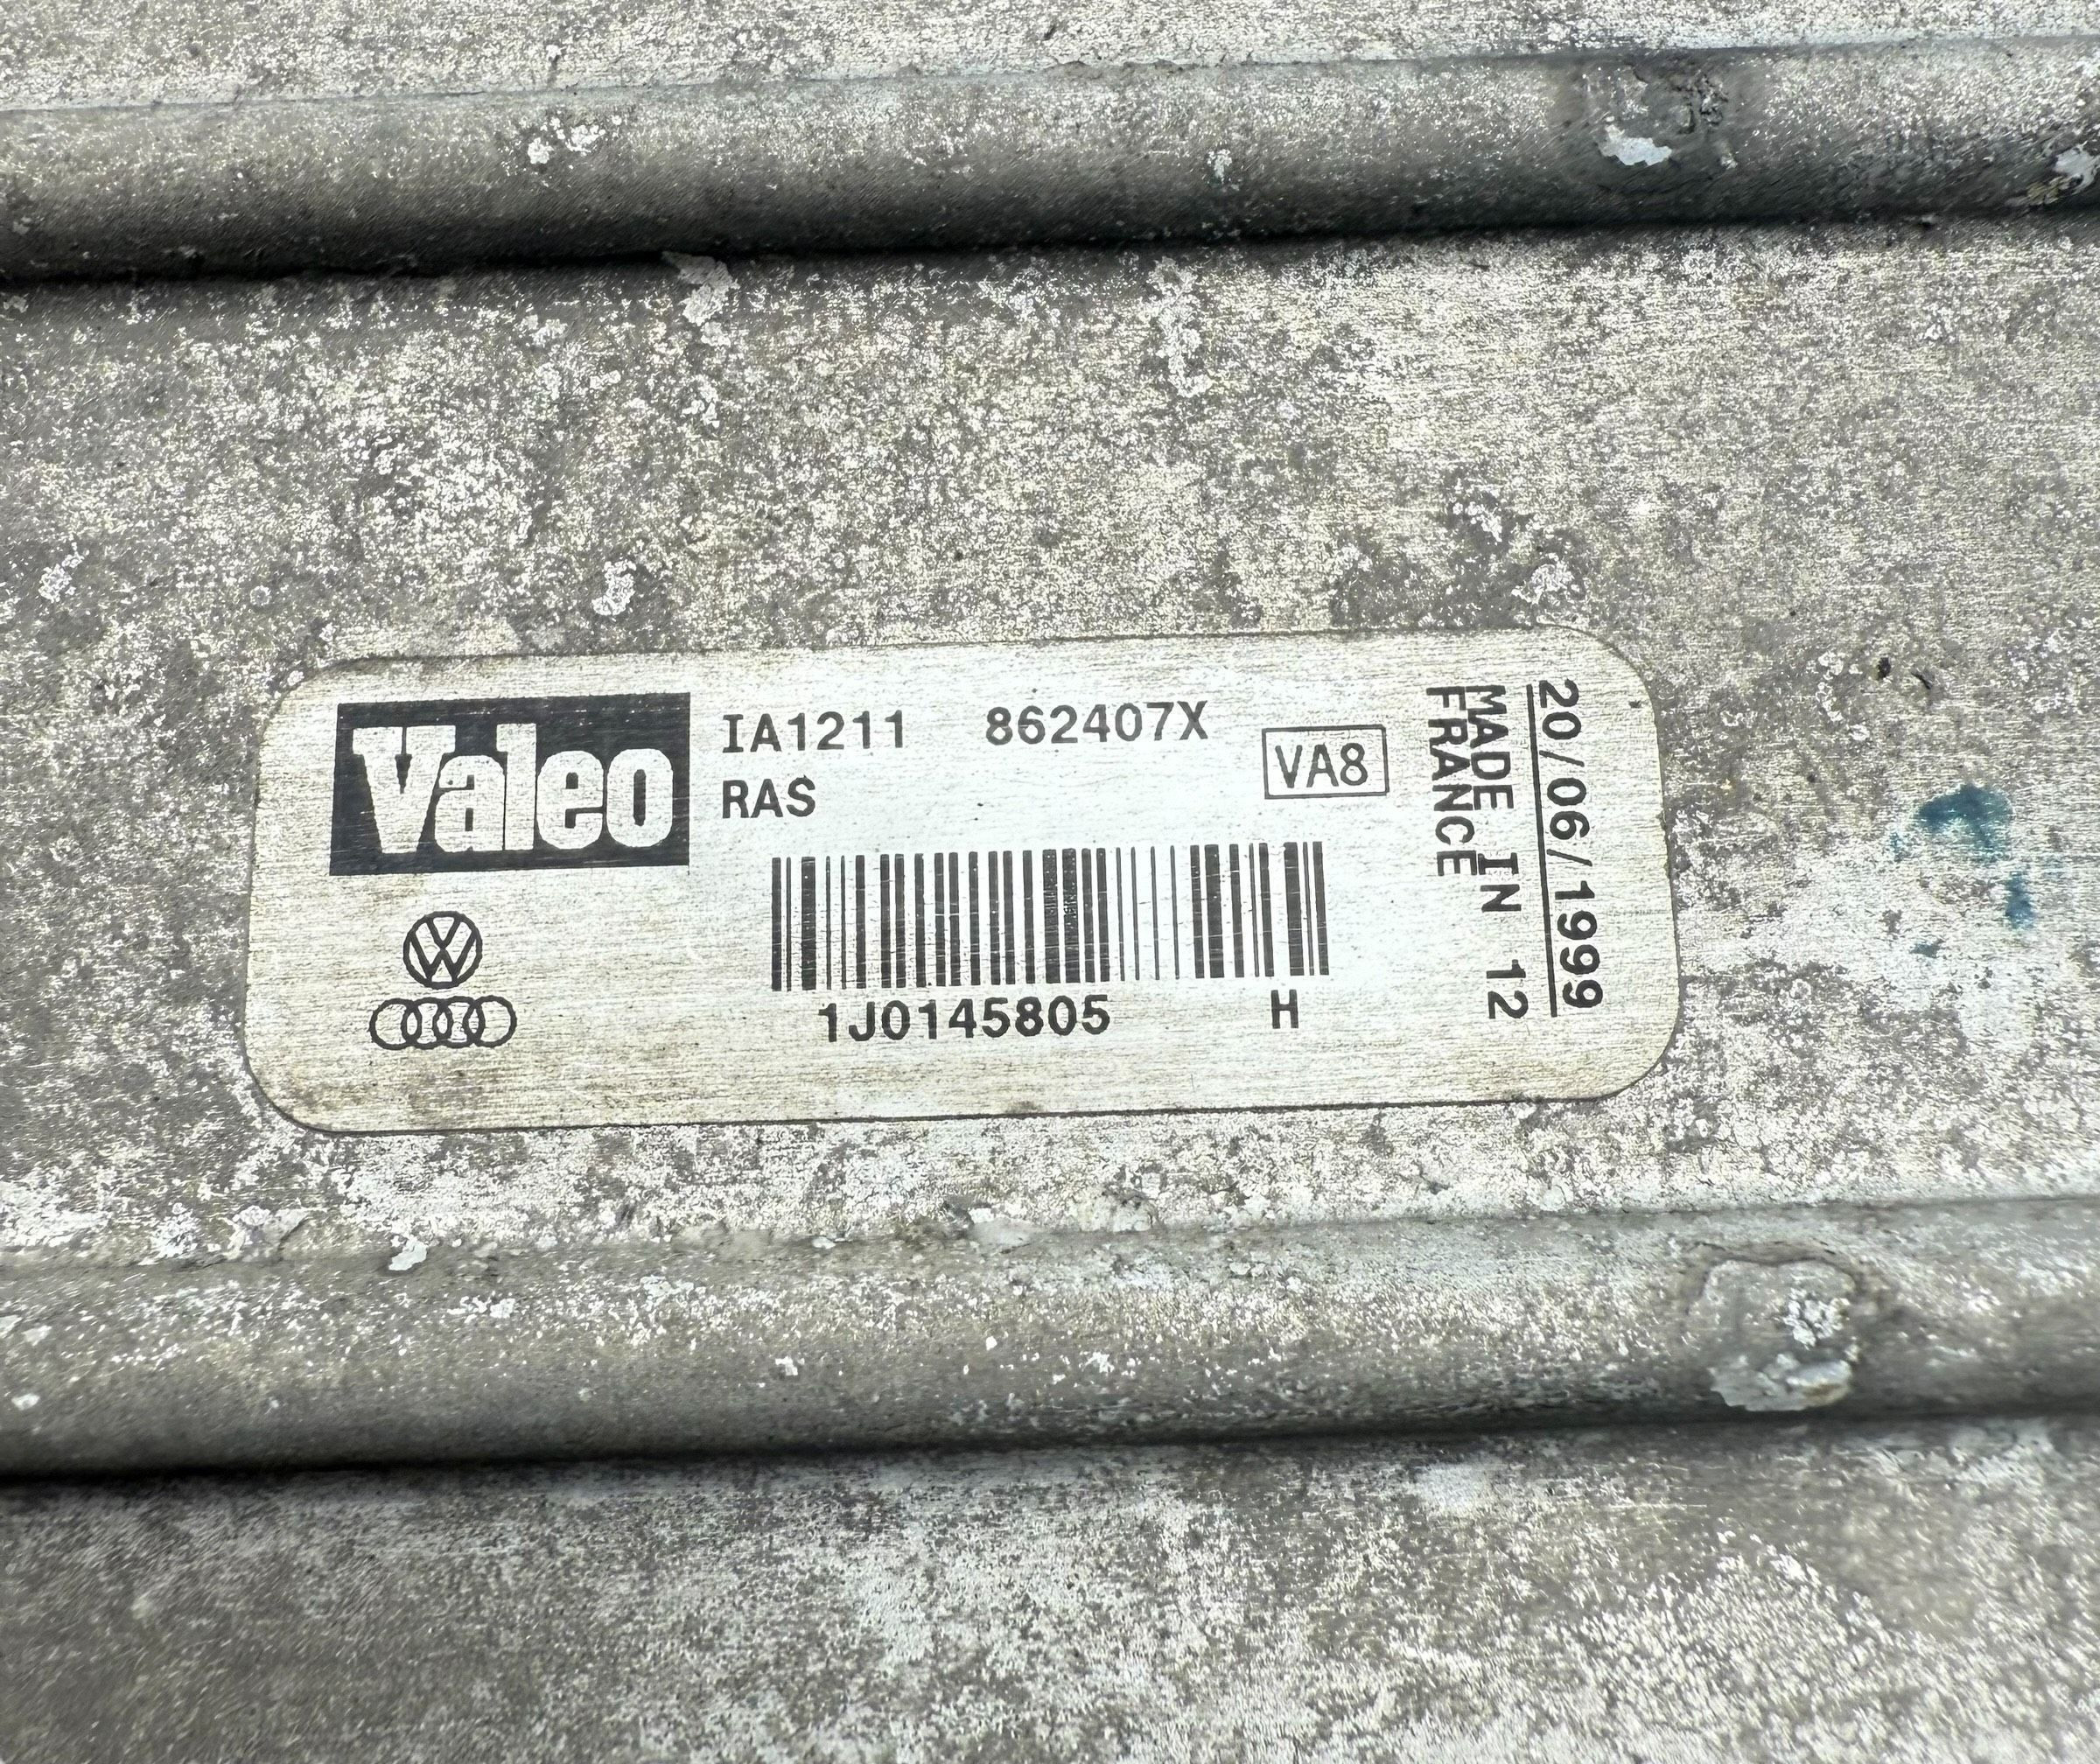 Valeo
IA1211 862407X
RAS
VA8
1J0145805 H
20/06/1999
MADE IN 12
FRANCE